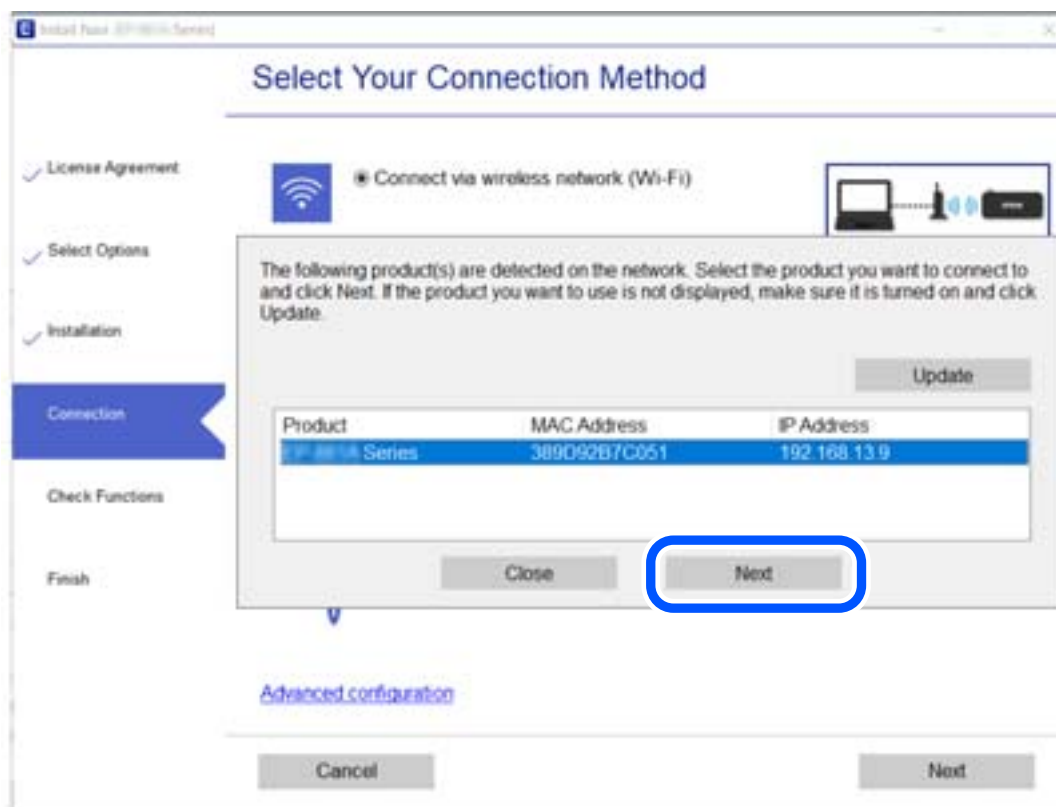 Install Navi
Series]
Select Your Connection Method
License Agreement
Select Options
Installation
Connection
Check Functions
Finish
Connect via wireless network (Wi-Fi)
The following product(s) are detected on the network. Select the product you want to connect to
and click Next. If the product you want to use is not displayed, make sure it is turned on and click
Update.
Update
Product MAC Address IP Address
Series 389D92B7C051 192.168.13.9
Close Next
Advanced configuration
Cancel Next